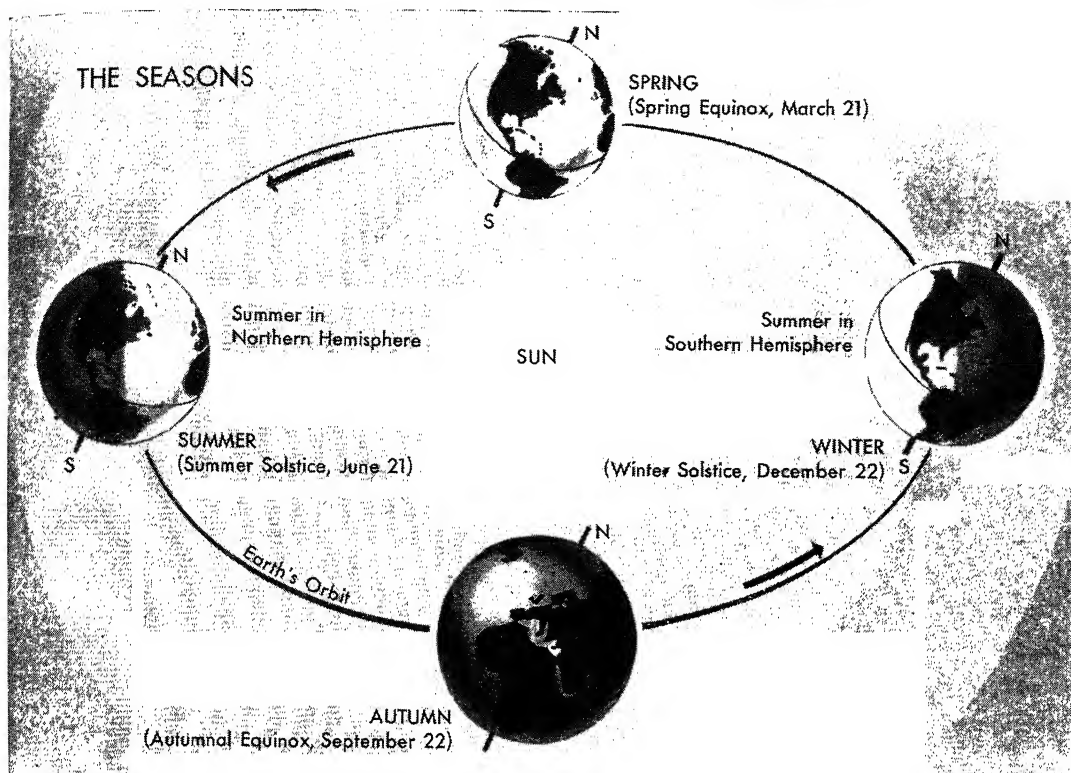 THE SEASONS
N
SPRING
(Spring Equinox, March 21)
S
N
N
Summer in
Northern Hemisphere
SUN
Summer in
Southern Hemisphere
S
SUMMER
(Summer Solstice, June 21)
WINTER
(Winter Solstice, December 22)
S
N
Earth's Orbit
AUTUMN
(Autumnal Equinox, September 22)